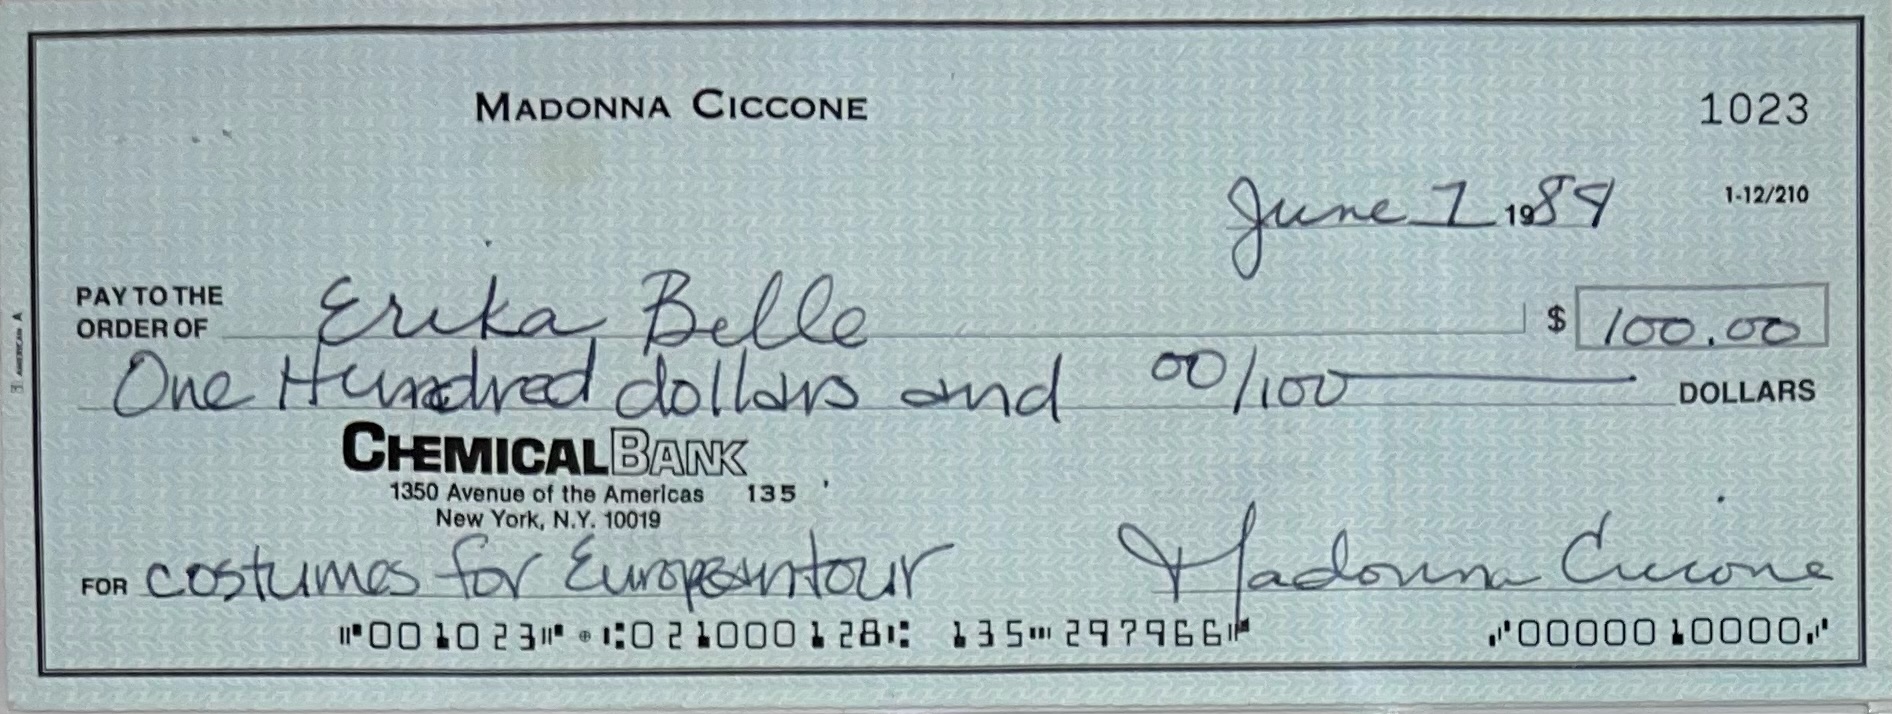 MADONNA CICCONE
1023
June 7 1984
1-12/210
PAY TO THE ORDER OF Erika Belle $ 100.00
One Hundred dollars and 00/100 DOLLARS
CHEMICALBANK
1350 Avenue of the Americas 135
New York, N.Y. 10019
FOR costumes for European tour Madonna Ciccone
⑈001023⑈ ⑆021000128⑆ 135⑉297966⑈ ⑇0000010000⑇